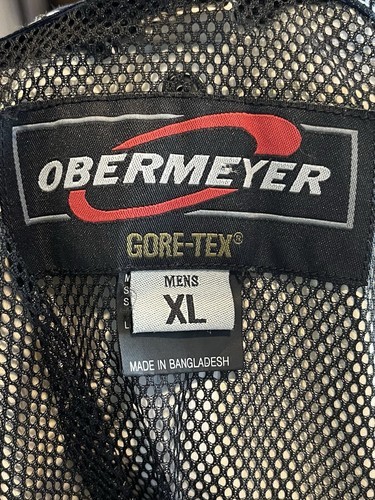 OBERMEYER
GORE-TEX®
MENS
XL
MADE IN BANGLADESH